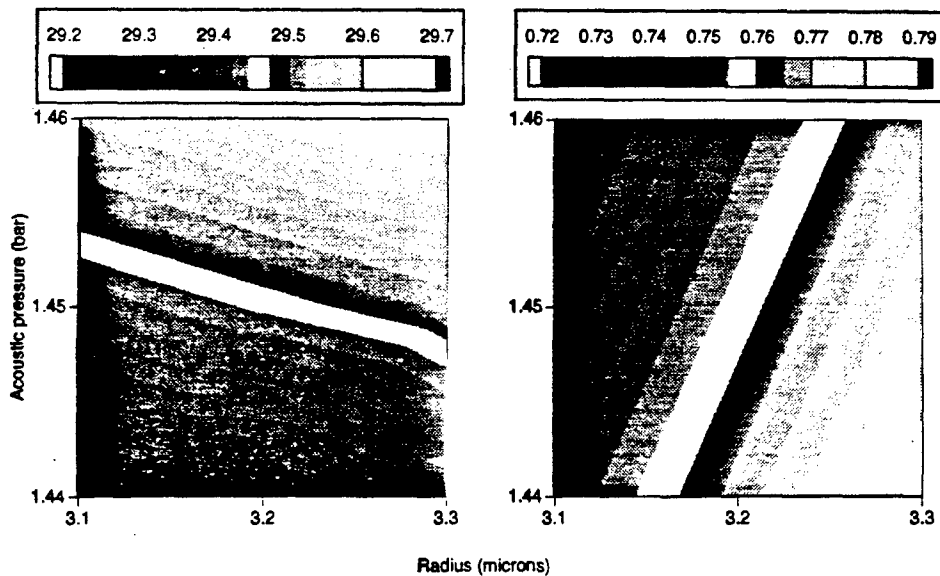 29.2 29.3 29.4 29.5 29.6 29.7
0.72 0.73 0.74 0.75 0.76 0.77 0.78 0.79
1.46
1.45
1.44
3.1 3.2 3.3
1.46
1.45
1.44
3.1 3.2 3.3
Acoustic pressure (bar)
Radius (microns)